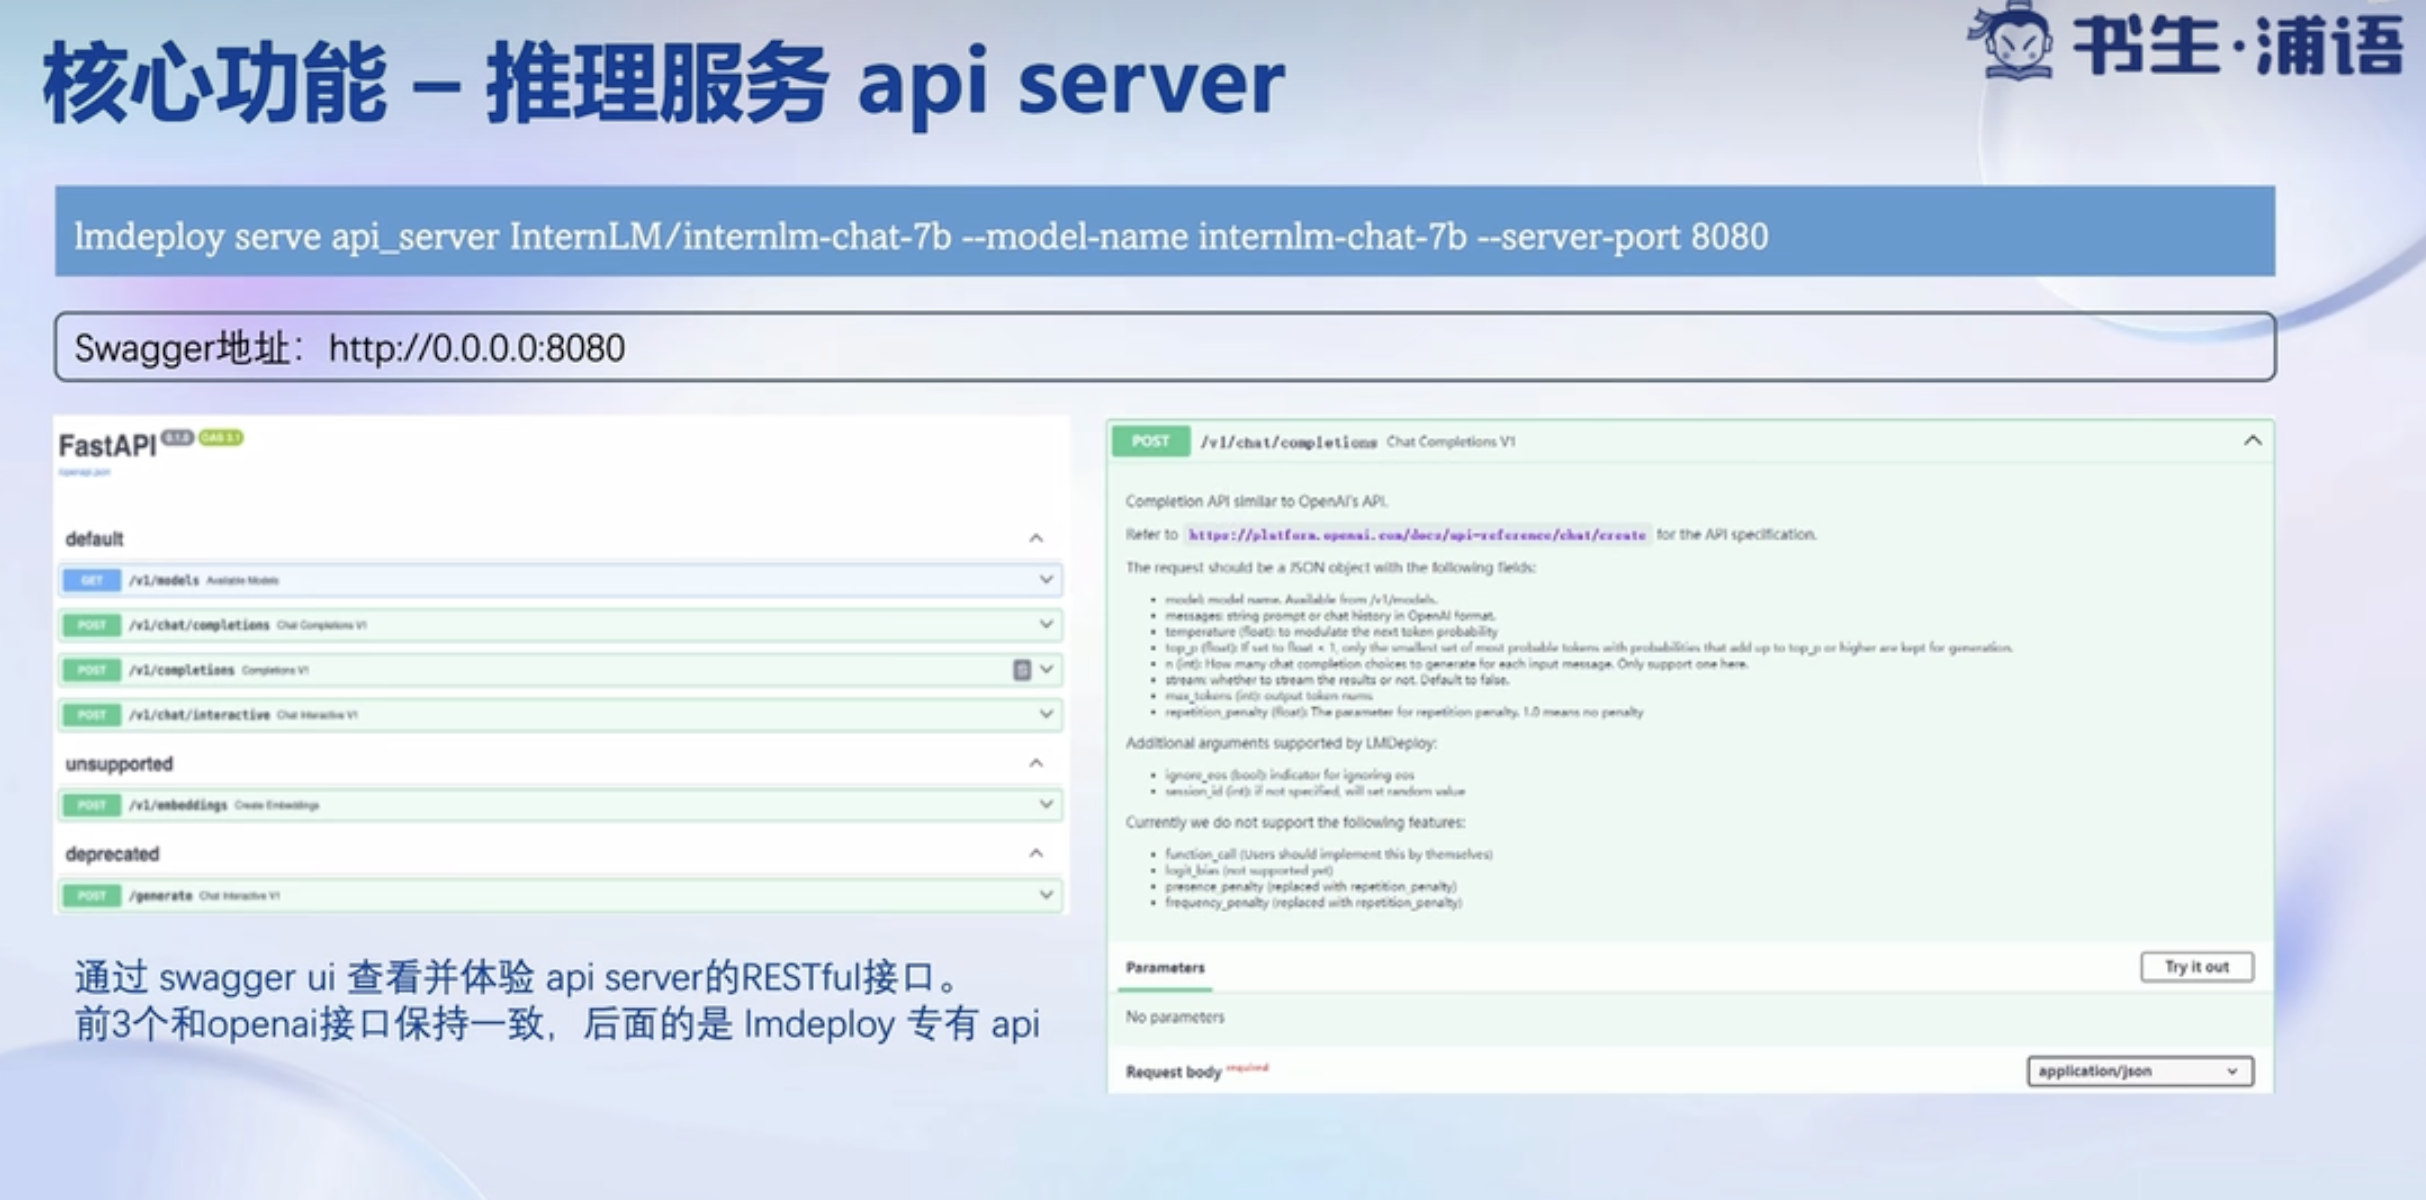 核心功能 – 推理服务 api server
书生·浦语
lmdeploy serve api_server InternLM/internlm-chat-7b --model-name internlm-chat-7b --server-port 8080
Swagger地址：http://0.0.0.0:8080
FastAPI 0.1.0 OAS 3.1
/openapi.json
default
GET /v1/models Available Models
POST /v1/chat/completions Chat Completions V1
POST /v1/completions Completions V1
POST /v1/chat/interactive Chat Interactive V1
unsupported
POST /v1/embeddings Create Embeddings
deprecated
POST /generate Chat Interactive V1
通过 swagger ui 查看并体验 api server的RESTful接口。
前3个和openai接口保持一致，后面的是 lmdeploy 专有 api
POST /v1/chat/completions Chat Completions V1
Completion API similar to OpenAI's API.
Refer to https://platform.openai.com/docs/api-reference/chat/create for the API specification.
The request should be a JSON object with the following fields:
• model: model name. Available from /v1/models.
• messages: string prompt or chat history in OpenAI format.
• temperature (float): to modulate the next token probability
• top_p (float): If set to float < 1, only the smallest set of most probable tokens with probabilities that add up to top_p or higher are kept for generation.
• n (int): How many chat completion choices to generate for each input message. Only support one here.
• stream: whether to stream the results or not. Default to false.
• max_tokens (int): output token nums
• repetition_penalty (float): The parameter for repetition penalty. 1.0 means no penalty
Additional arguments supported by LMDeploy:
• ignore_eos (bool): indicator for ignoring eos
• session_id (int): if not specified, will set random value
Currently we do not support the following features:
• function_call (Users should implement this by themselves)
• logit_bias (not supported yet)
• presence_penalty (replaced with repetition_penalty)
• frequency_penalty (replaced with repetition_penalty)
Parameters
Try it out
No parameters
Request body required
application/json